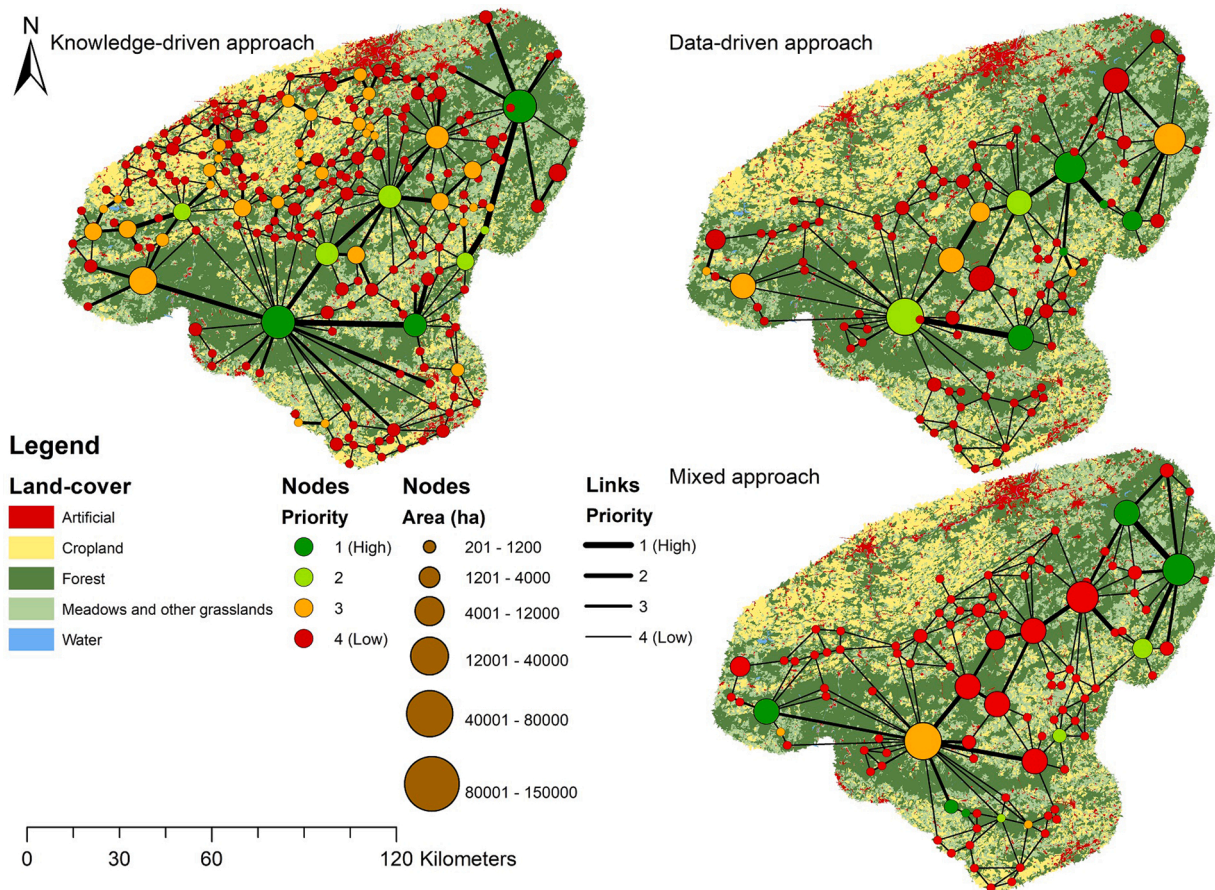 N
Knowledge-driven approach
Data-driven approach
Mixed approach
Legend
Land-cover
Artificial
Cropland
Forest
Meadows and other grasslands
Water
Nodes
Priority
1 (High)
2
3
4 (Low)
Nodes
Area (ha)
201 - 1200
1201 - 4000
4001 - 12000
12001 - 40000
40001 - 80000
80001 - 150000
Links
Priority
1 (High)
2
3
4 (Low)
0 30 60 120 Kilometers